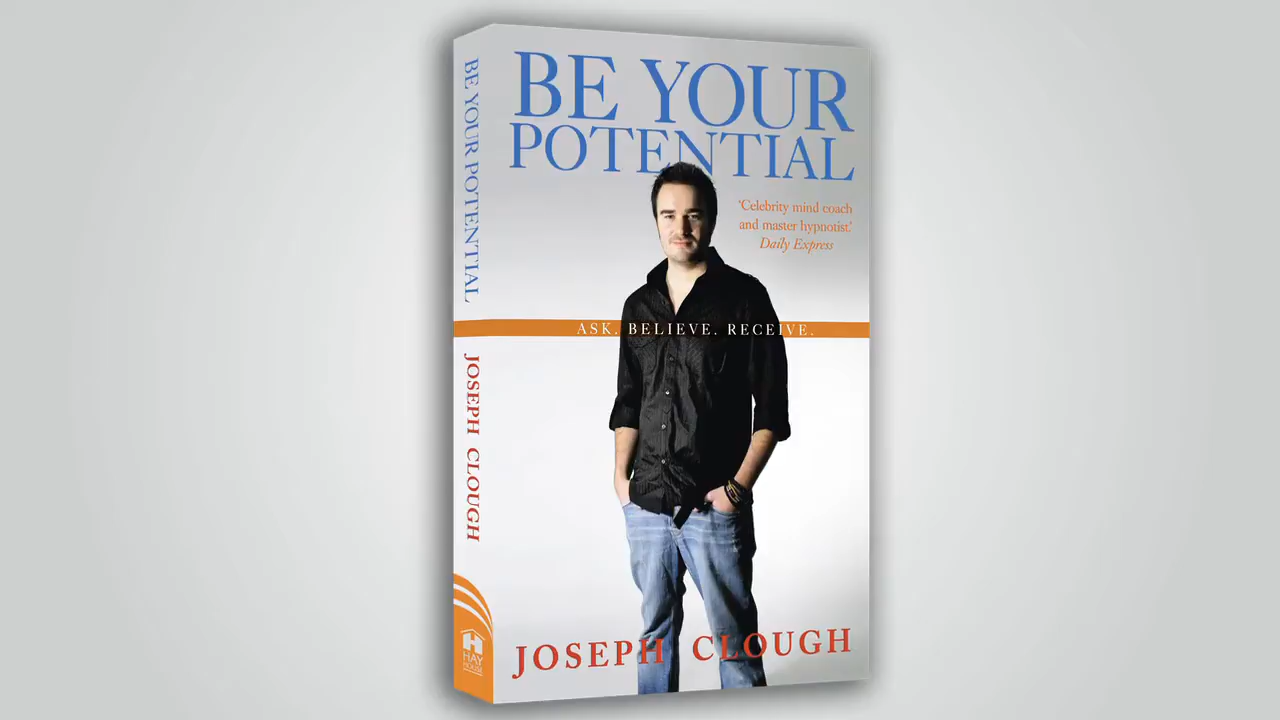 BE YOUR POTENTIAL
JOSEPH CLOUGH
H
HAY
HOUSE
BE YOUR
POTENTIAL
'Celebrity mind coach
and master hypnotist.'
Daily Express
ASK. BELIEVE. RECEIVE.
JOSEPH CLOUGH